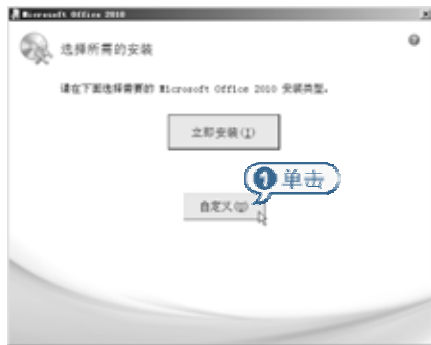 Microsoft Office 2010
选择所需的安装
请在下面选择需要的 Microsoft Office 2010 安装类型。
立即安装(I)
1 单击
自定义(U)